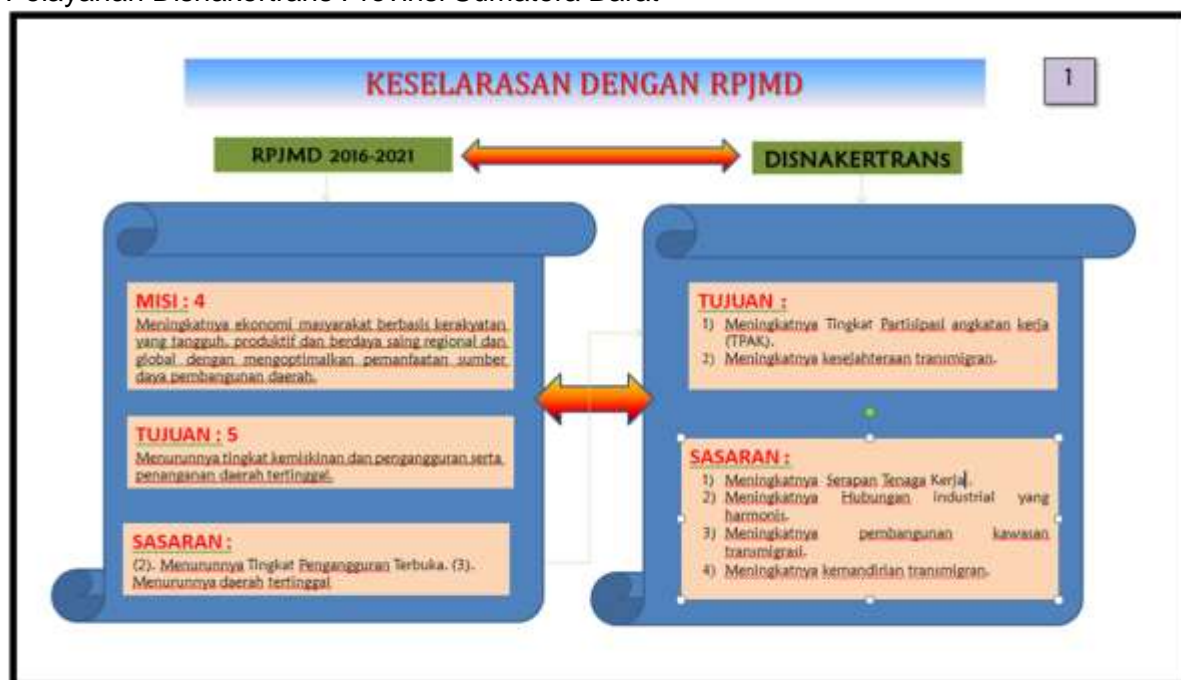 Pelayanan Disnakertrans Provinsi Sumatera Barat
KESELARASAN DENGAN RPJMD
1
RPJMD 2016-2021
DISNAKERTRANS
MISI : 4
Meningkatnya ekonomi masyarakat berbasis kerakyatan
yang tangguh, produktif dan berdaya saing regional dan
global dengan mengoptimalkan pemanfaatan sumber
daya pembangunan daerah.
TUJUAN : 5
Menurunnya tingkat kemiskinan dan pengangguran serta
penanganan daerah tertinggal.
SASARAN :
(2). Menurunnya Tingkat Pengangguran Terbuka. (3).
Menurunnya daerah tertinggal
TUJUAN :
1) Meningkatnya Tingkat Partisipasi angkatan kerja
(TPAK).
2) Meningkatnya kesejahteraan transmigran.
SASARAN :
1) Meningkatnya Serapan Tenaga Kerja.
2) Meningkatnya Hubungan industrial yang
harmonis.
3) Meningkatnya pembangunan kawasan
transmigrasi.
4) Meningkatnya kemandirian transmigran.